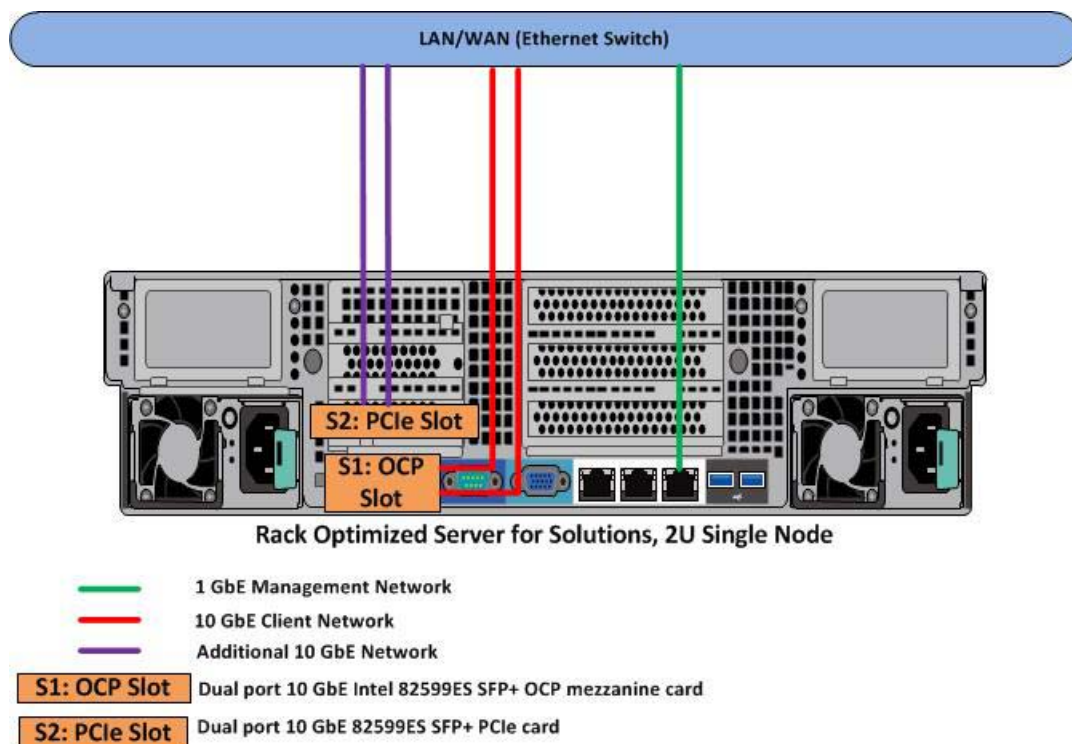 LAN/WAN (Ethernet Switch)
S2: PCIe Slot
S1: OCP
Slot
Rack Optimized Server for Solutions, 2U Single Node
1 GbE Management Network
10 GbE Client Network
Additional 10 GbE Network
S1: OCP Slot
Dual port 10 GbE Intel 82599ES SFP+ OCP mezzanine card
S2: PCIe Slot
Dual port 10 GbE 82599ES SFP+ PCIe card